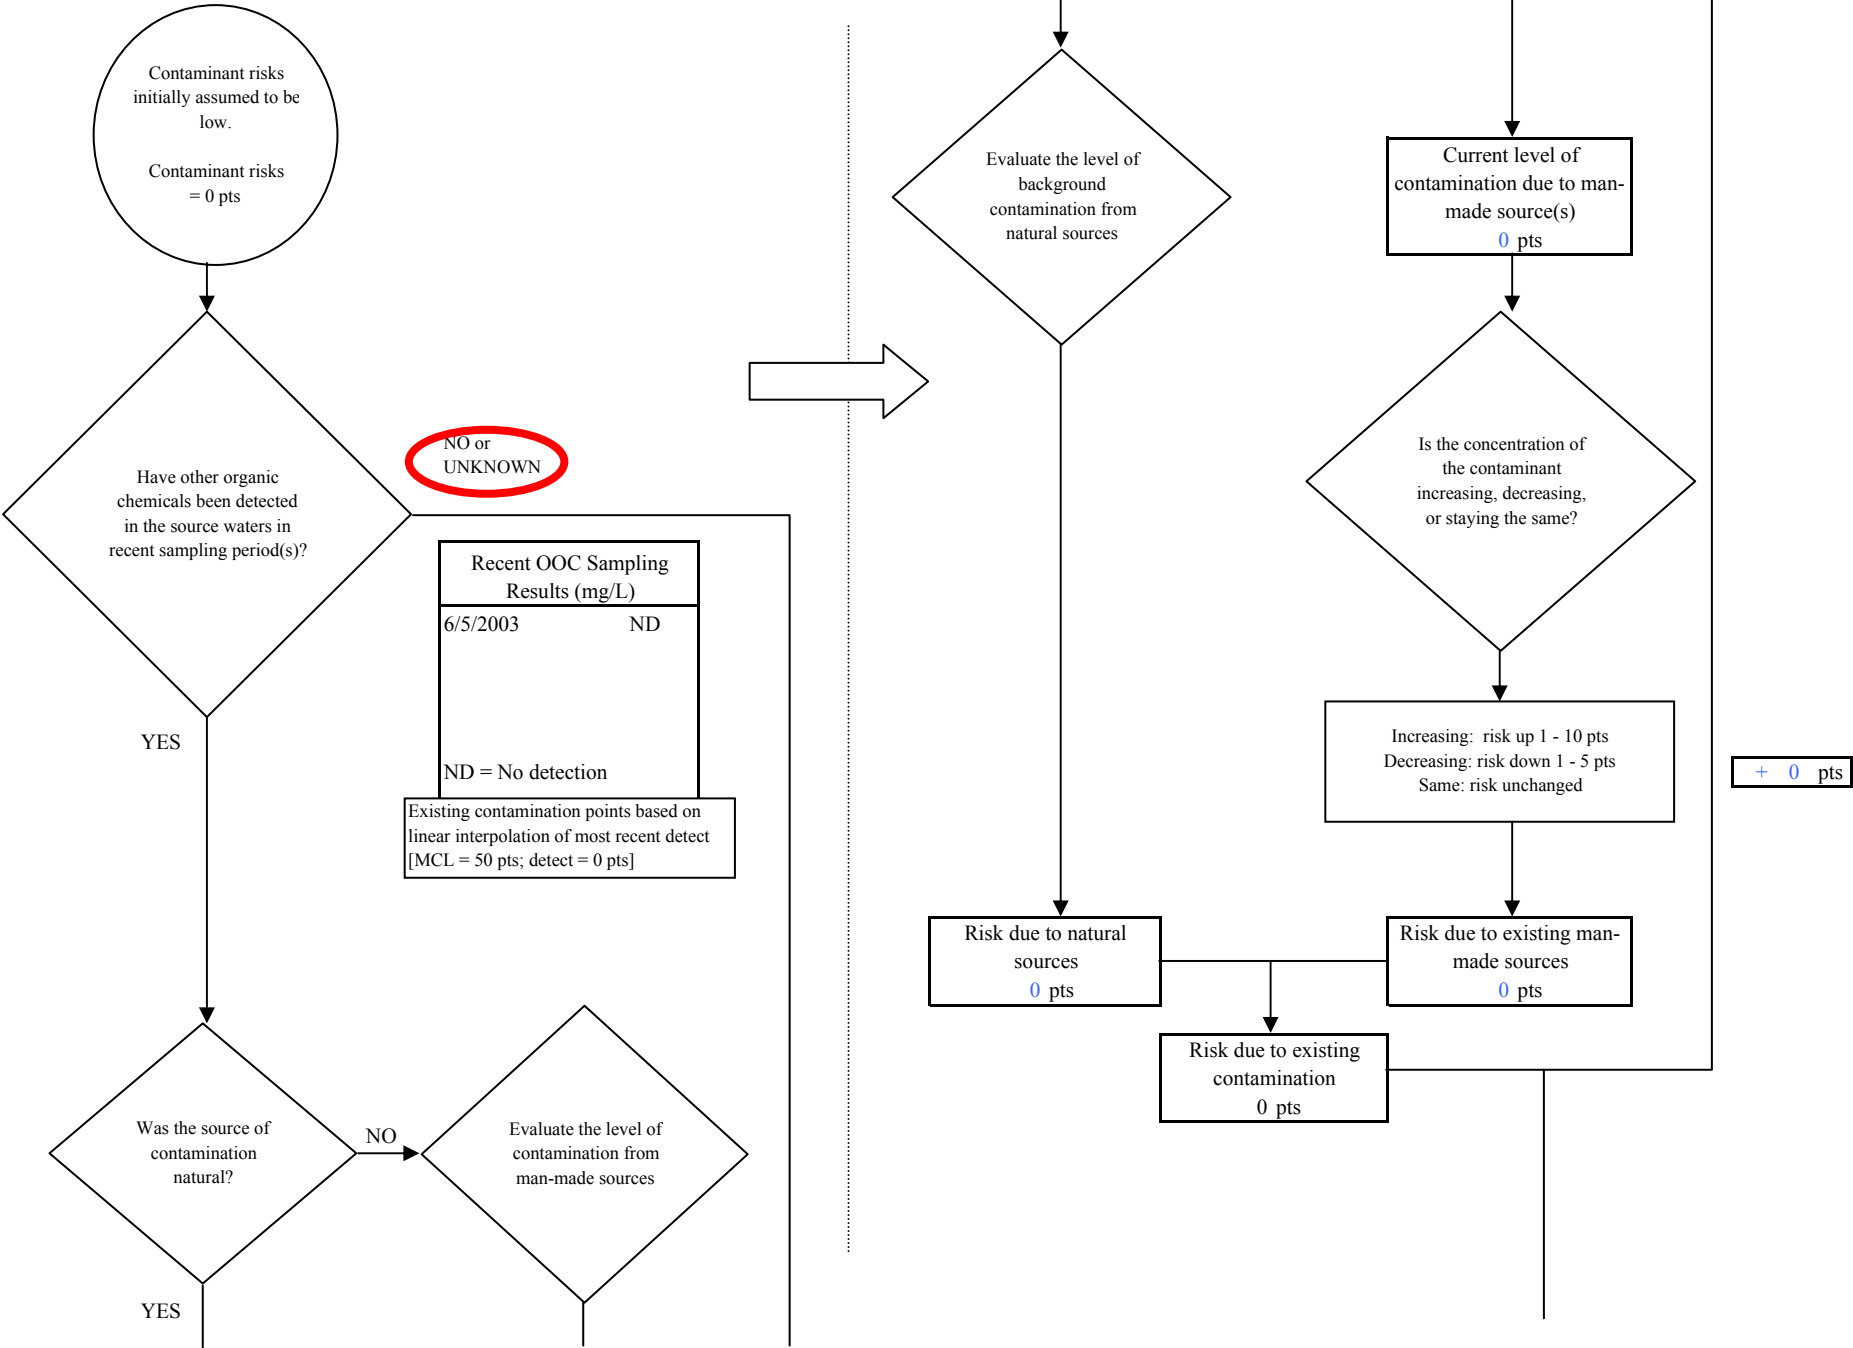 Contaminant risks
initially assumed to be
low.
Contaminant risks
= 0 pts
Have other organic
chemicals been detected
in the source waters in
recent sampling period(s)?
NO or
UNKNOWN
Recent OOC Sampling
Results (mg/L)
6/5/2003 ND
ND = No detection
Existing contamination points based on
linear interpolation of most recent detect
[MCL = 50 pts; detect = 0 pts]
YES
Was the source of
contamination
natural?
NO
Evaluate the level of
contamination from
man-made sources
YES
Evaluate the level of
background
contamination from
natural sources
Current level of
contamination due to man-
made source(s)
0 pts
Is the concentration of
the contaminant
increasing, decreasing,
or staying the same?
Increasing: risk up 1 - 10 pts
Decreasing: risk down 1 - 5 pts
Same: risk unchanged
+ 0 pts
Risk due to natural
sources
0 pts
Risk due to existing man-
made sources
0 pts
Risk due to existing
contamination
0 pts